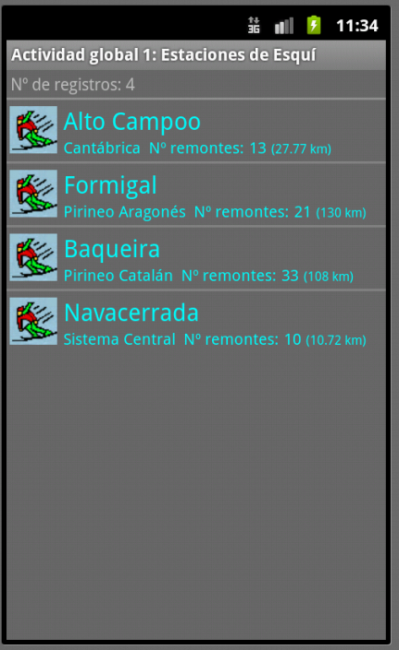 3G 11:34
Actividad global 1: Estaciones de Esquí
Nº de registros: 4
Alto Campoo
Cantábrica Nº remontes: 13 (27.77 km)
Formigal
Pirineo Aragonés Nº remontes: 21 (130 km)
Baqueira
Pirineo Catalán Nº remontes: 33 (108 km)
Navacerrada
Sistema Central Nº remontes: 10 (10.72 km)